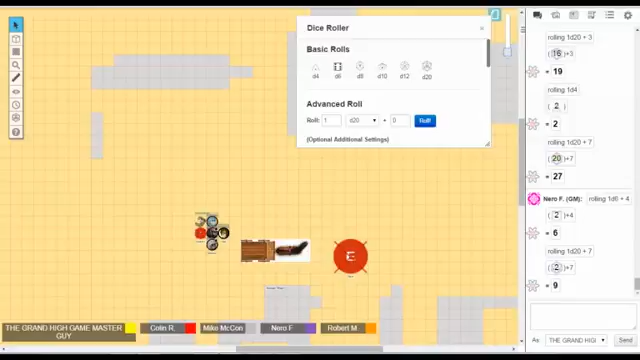 Dice Roller
×
Basic Rolls
d4
d6
d8
d10
d12
d20
Advanced Roll
Roll: 1 d20 + 0 Roll!
(Optional Additional Settings)
rolling 1d20 + 3
(16)+3
= 19
rolling 1d4
(2)
= 2
rolling 1d20 + 7
(20)+7
= 27
Nero F. (GM): rolling 1d6 + 4
(2)+4
= 6
rolling 1d20 + 7
(2)+7
= 9
E
THE GRAND HIGH GAME MASTER GUY
Colin R.
Mike McCon
Nero F
Robert M
As: THE GRAND HIGH
Send